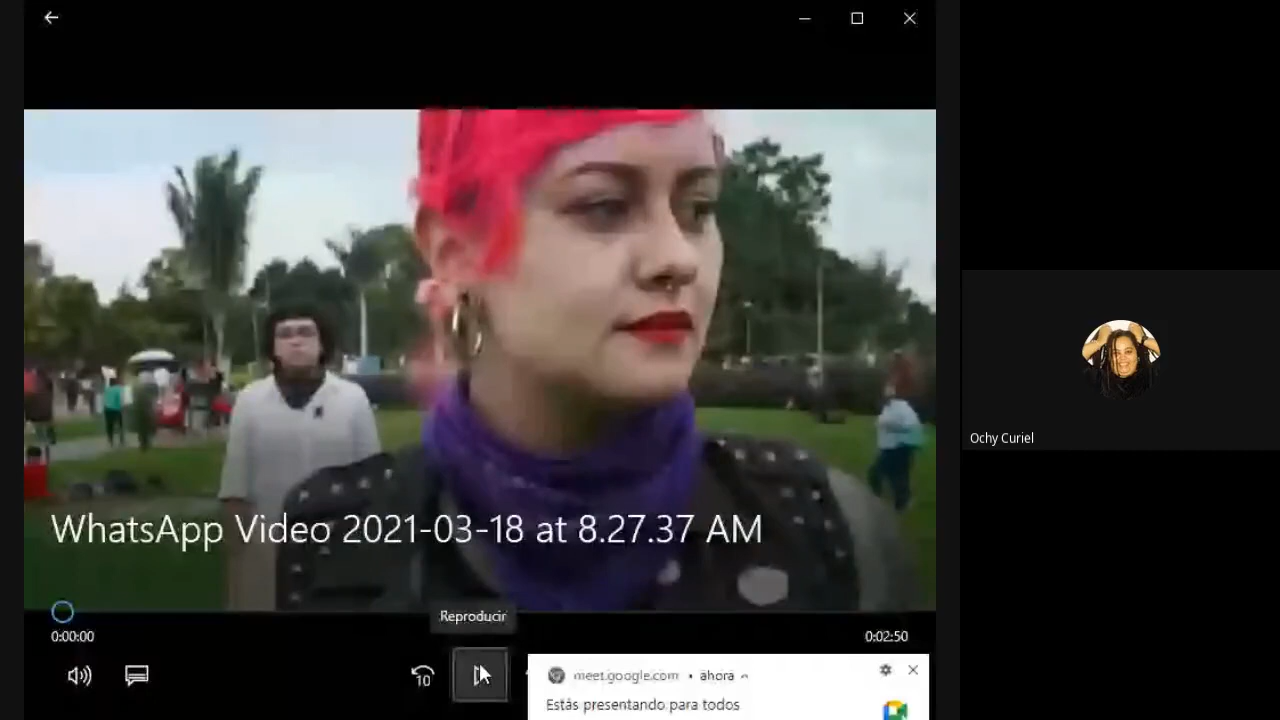 WhatsApp Video 2021-03-18 at 8.27.37 AM
Reproducir
0:00:00
0:02:50
10
meet.google.com • ahora
Estás presentando para todos
Ochy Curiel